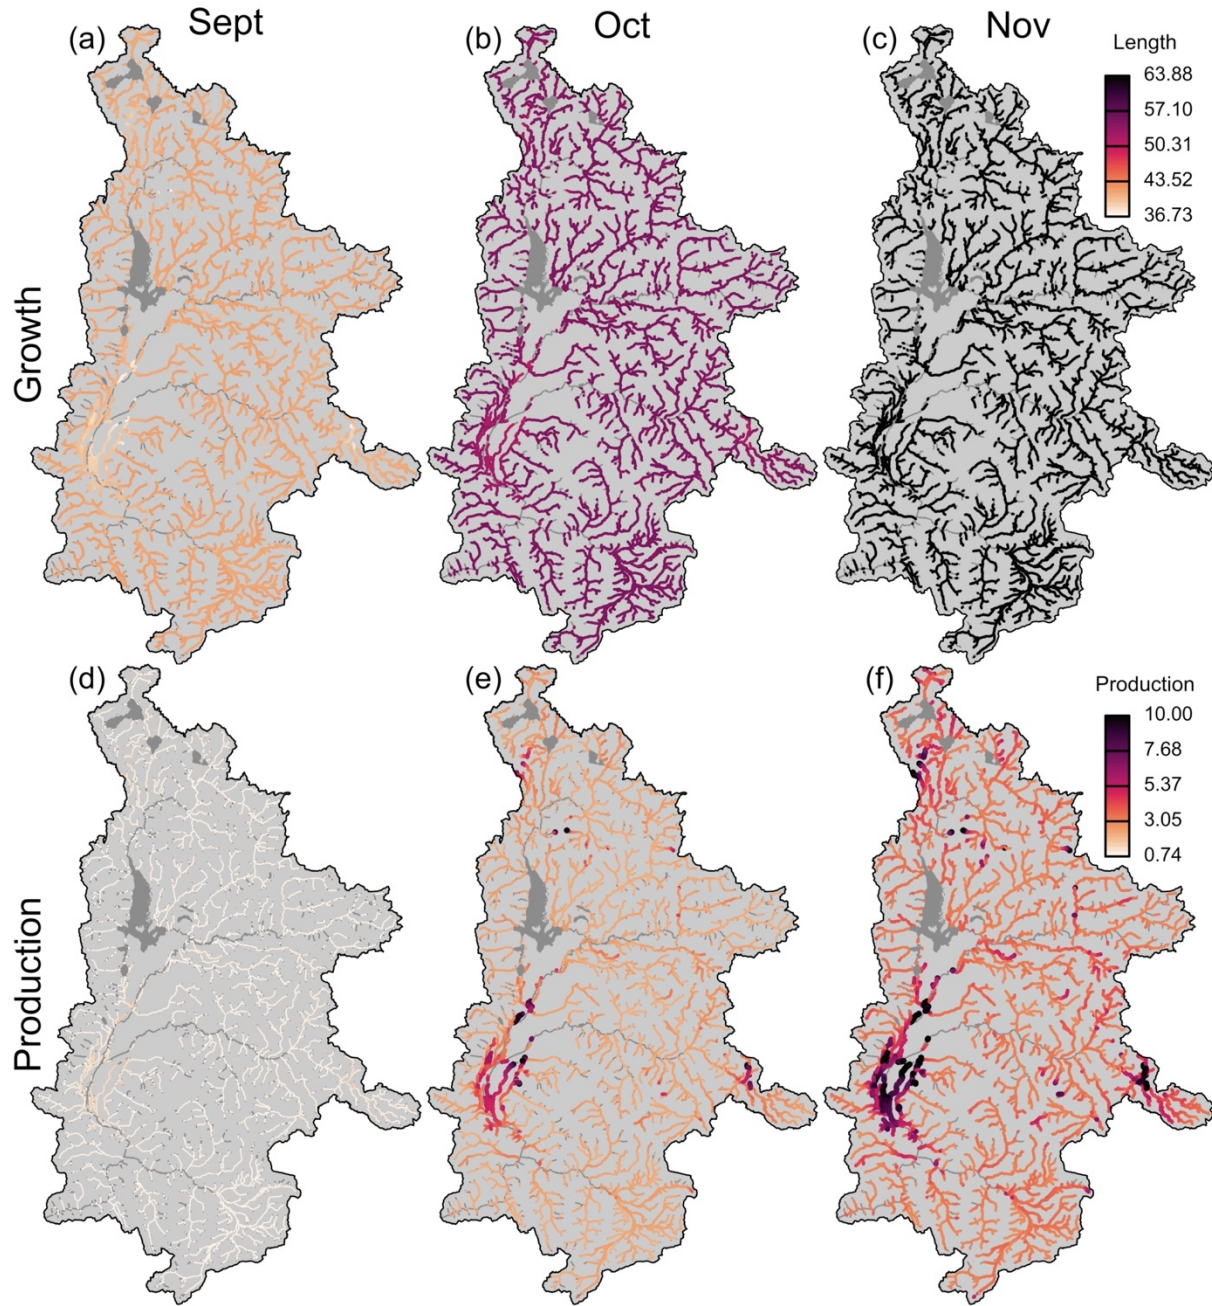 Sept
Oct
Nov
(a)
(b)
(c)
Length
63.88
57.10
50.31
43.52
36.73
Growth
(d)
(e)
(f)
Production
10.00
7.68
5.37
3.05
0.74
Production